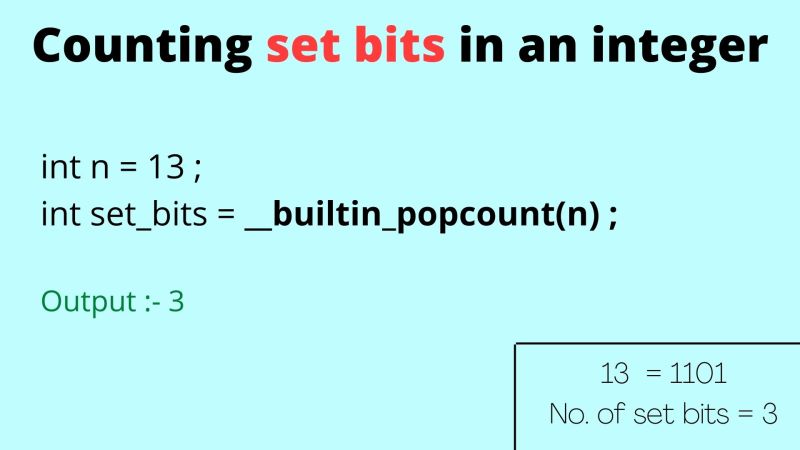 Counting set bits in an integer
int n = 13 ;
int set_bits = __builtin_popcount(n) ;
Output :- 3
13 = 1101
No. of set bits = 3